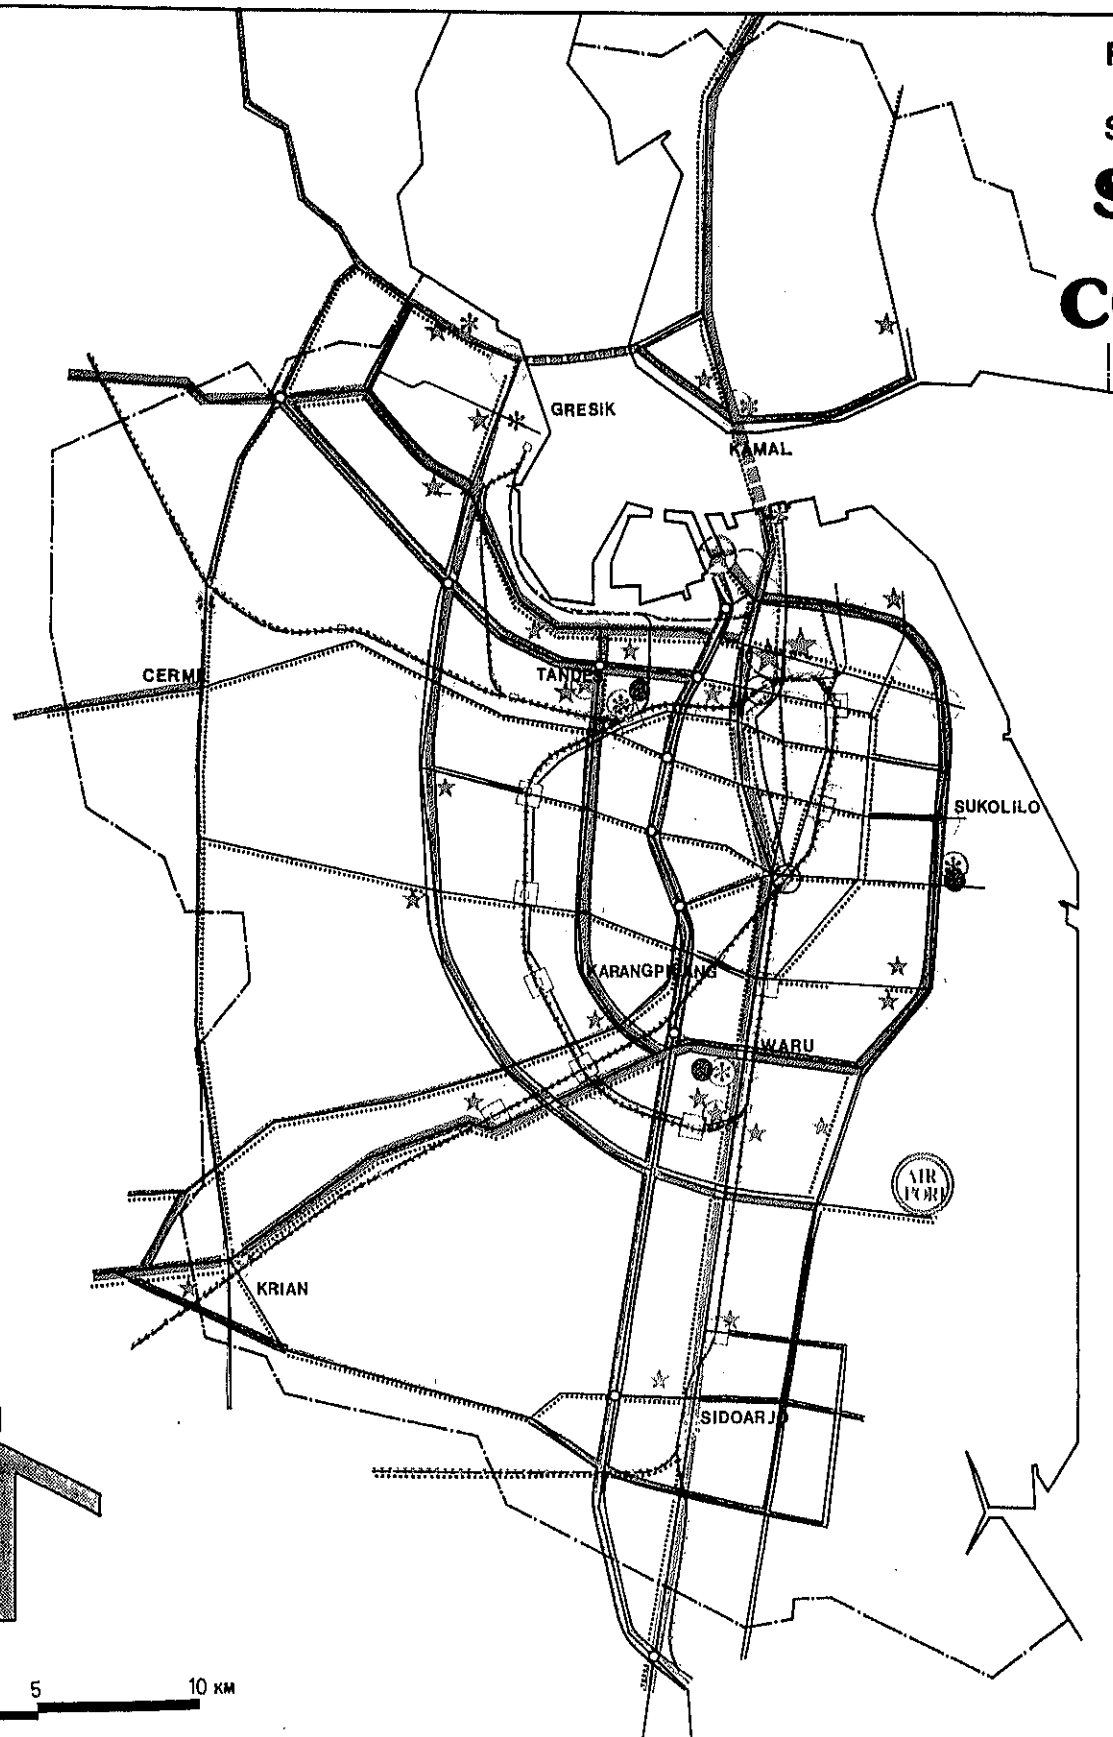 GRESIK
KAMAL
CERME
TANDES
SUKOLILO
KARANGPILANG
WARU
AIR
PORT
KRIAN
SIDOARJO
5
10 KM